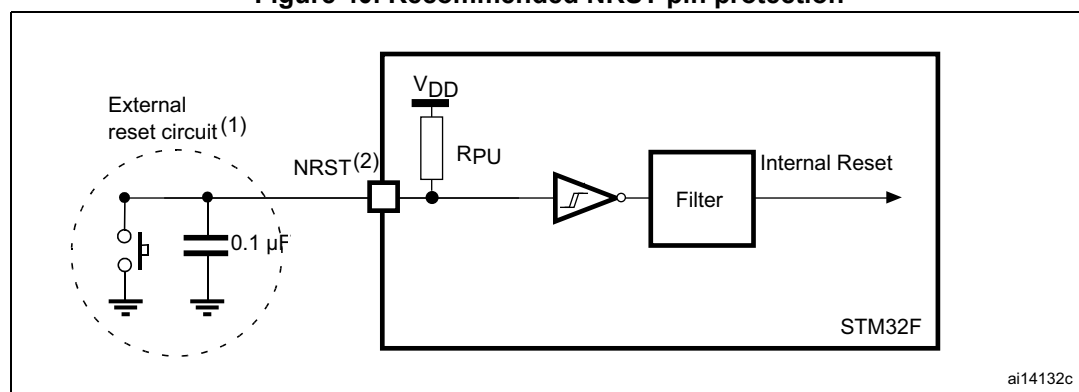 Figure 40. Recommended NRST pin protection
External
reset circuit(1)
VDD
RPU
NRST(2)
Internal Reset
Filter
0.1 µF
STM32F
ai14132c